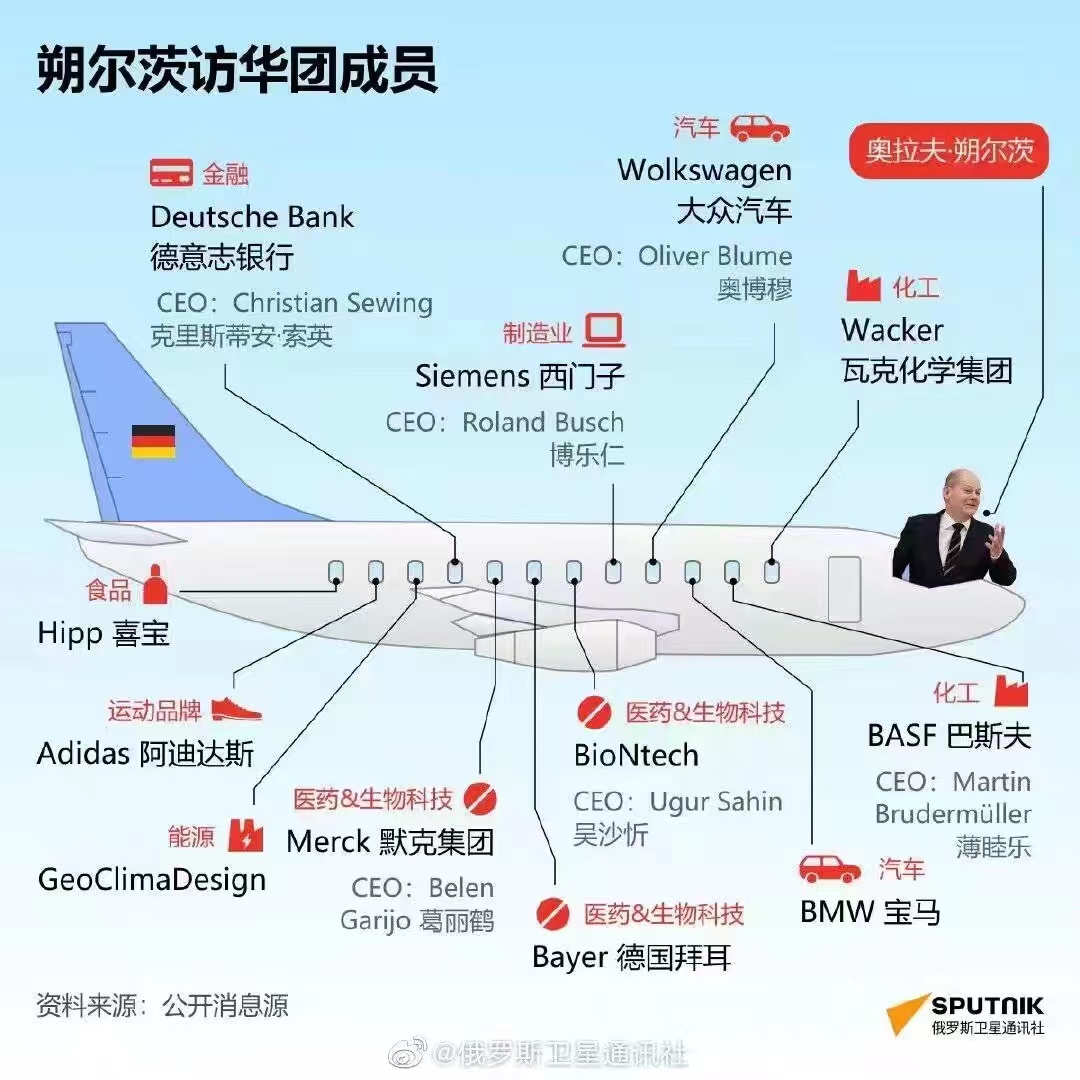 朔尔茨访华团成员
金融
Deutsche Bank
德意志银行
CEO：Christian Sewing
克里斯蒂安·索英
制造业
Siemens 西门子
CEO：Roland Busch
博乐仁
汽车
Wolkswagen
大众汽车
CEO：Oliver Blume
奥博穆
奥拉夫·朔尔茨
化工
Wacker
瓦克化学集团
食品
Hipp 喜宝
运动品牌
Adidas 阿迪达斯
能源
GeoClimaDesign
医药&生物科技
Merck 默克集团
CEO：Belen
Garijo 葛丽鹤
医药&生物科技
BioNtech
CEO：Ugur Sahin
吴沙忻
医药&生物科技
Bayer 德国拜耳
汽车
BMW 宝马
化工
BASF 巴斯夫
CEO：Martin
Brudermüller
薄睦乐
资料来源：公开消息源
SPUTNIK
俄罗斯卫星通讯社
@俄罗斯卫星通讯社